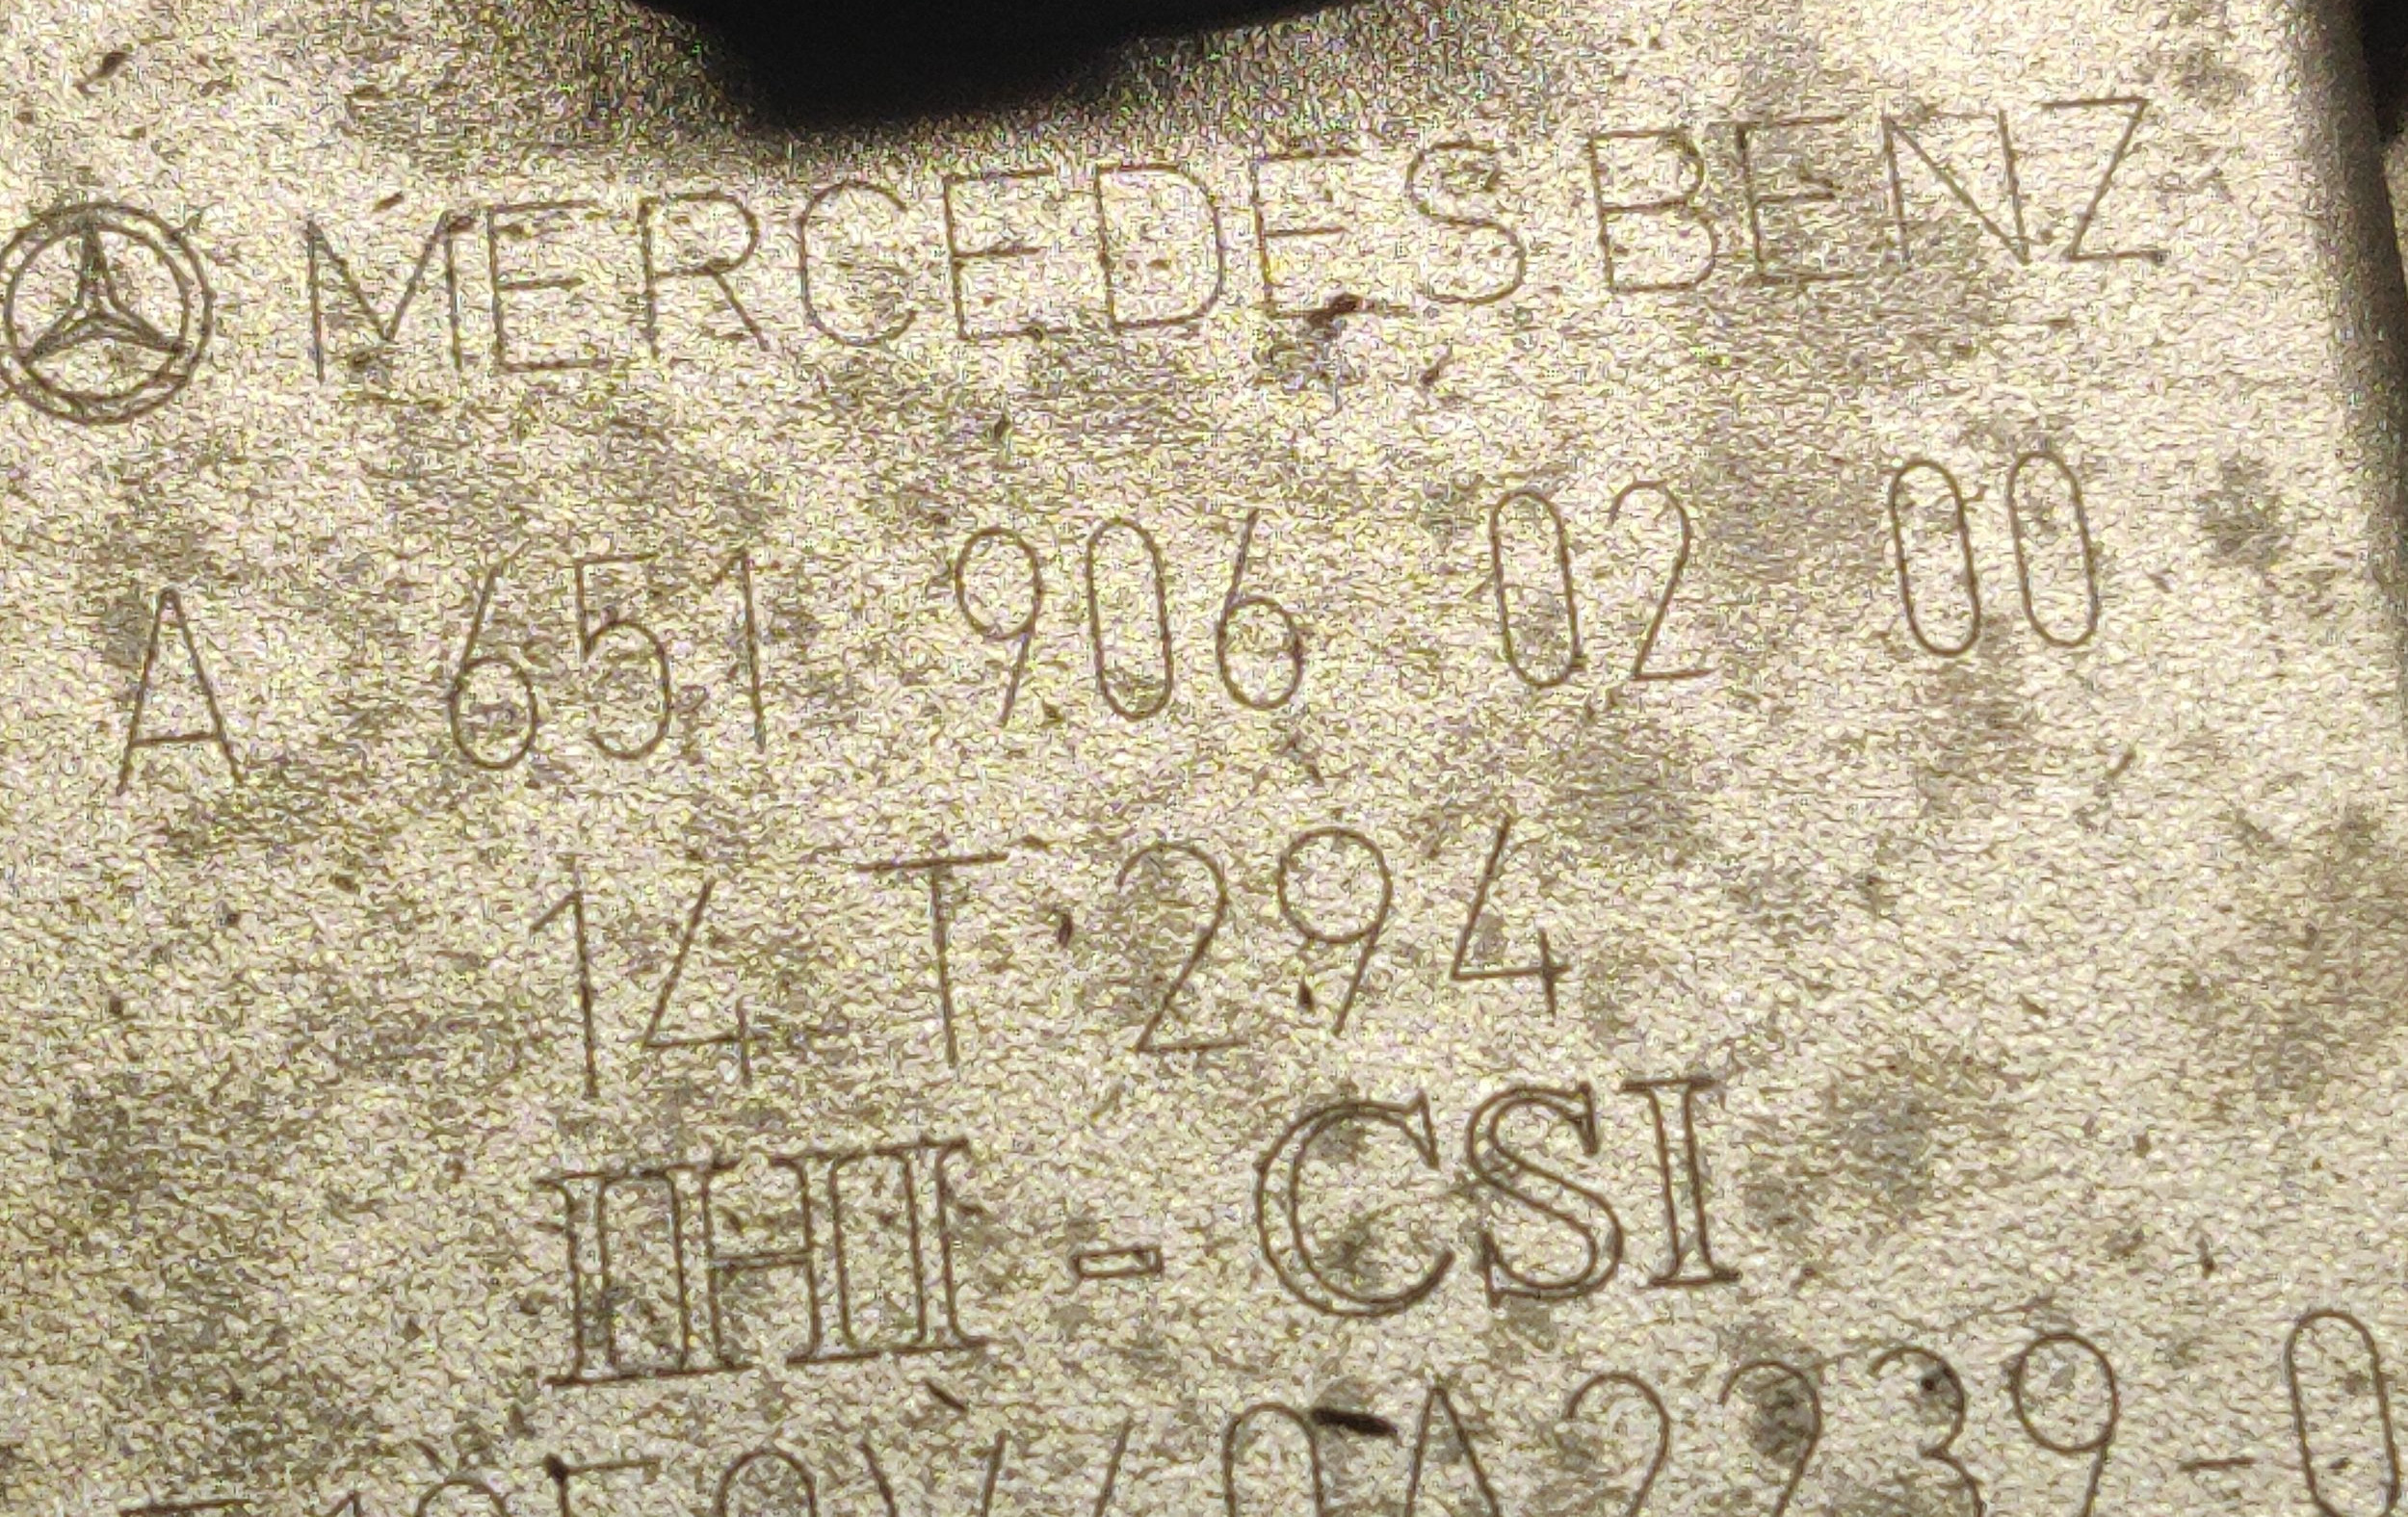 MERCEDES BENZ
A 651 906 02 00
14 T 294
IHI - CSI